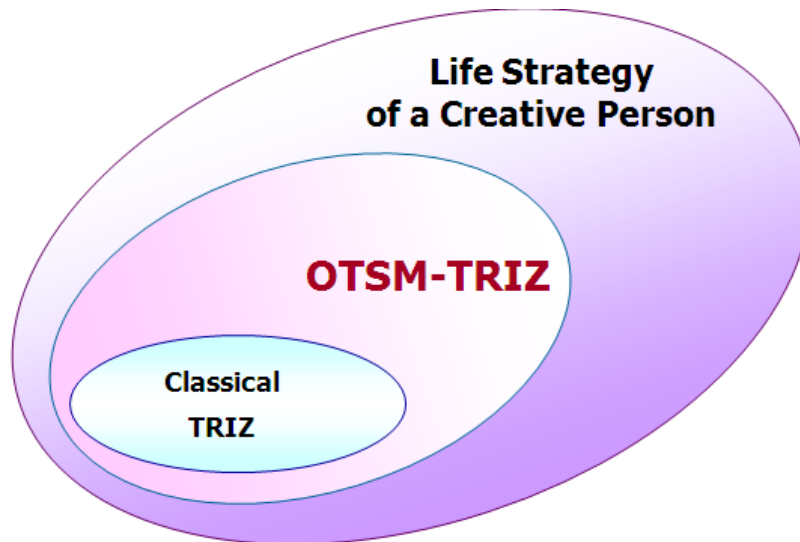 Life Strategy
of a Creative Person
OTSM-TRIZ
Classical
TRIZ